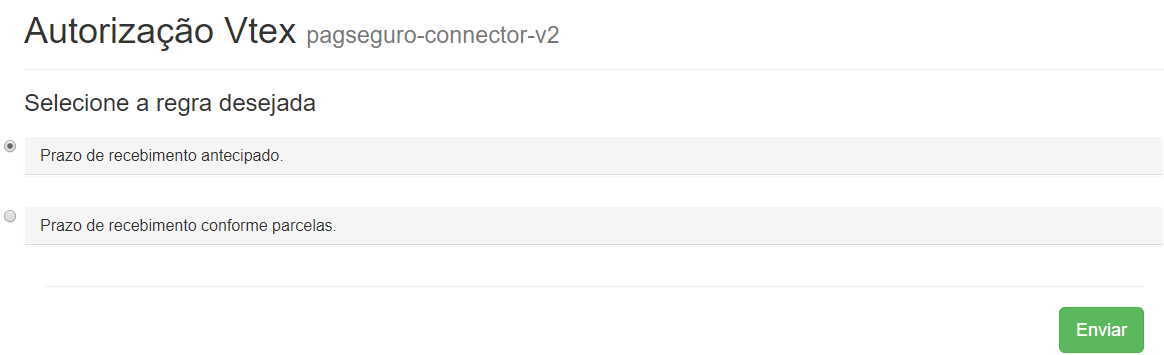 Autorização Vtex pagseguro-connector-v2
Selecione a regra desejada
Prazo de recebimento antecipado.
Prazo de recebimento conforme parcelas.
Enviar